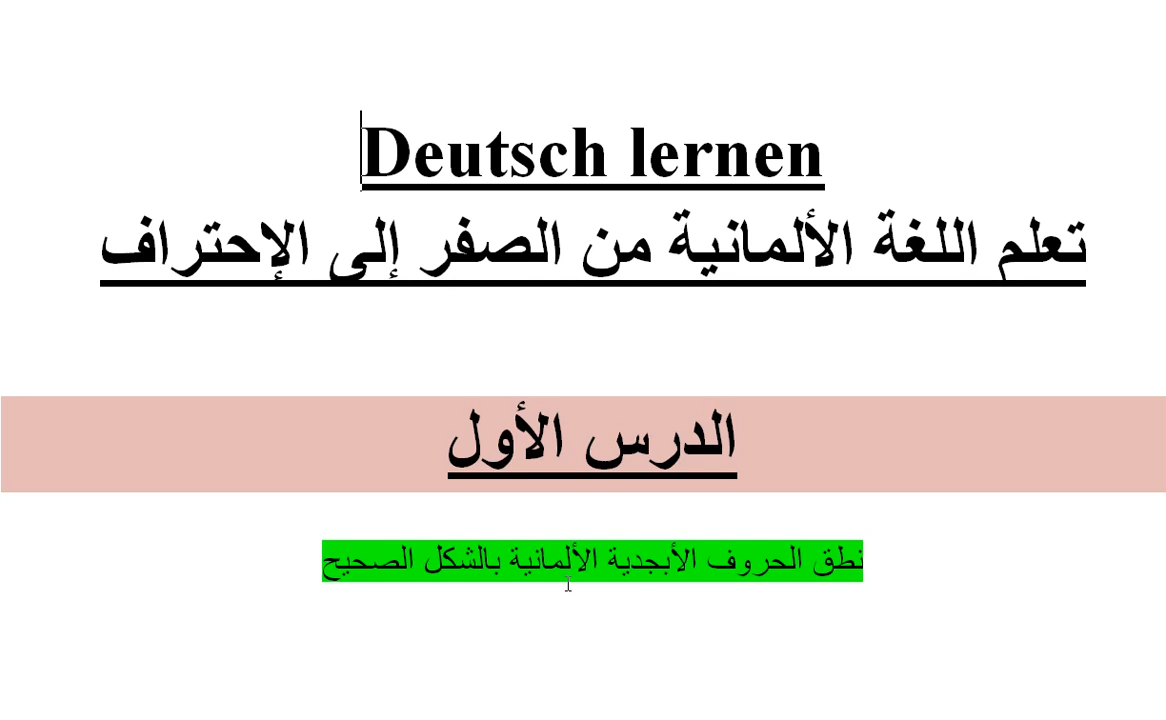 Deutsch lernen
تعلم اللغة الألمانية من الصفر إلى الإحتراف
الدرس الأول
نطق الحروف الأبجدية الألمانية بالشكل الصحيح